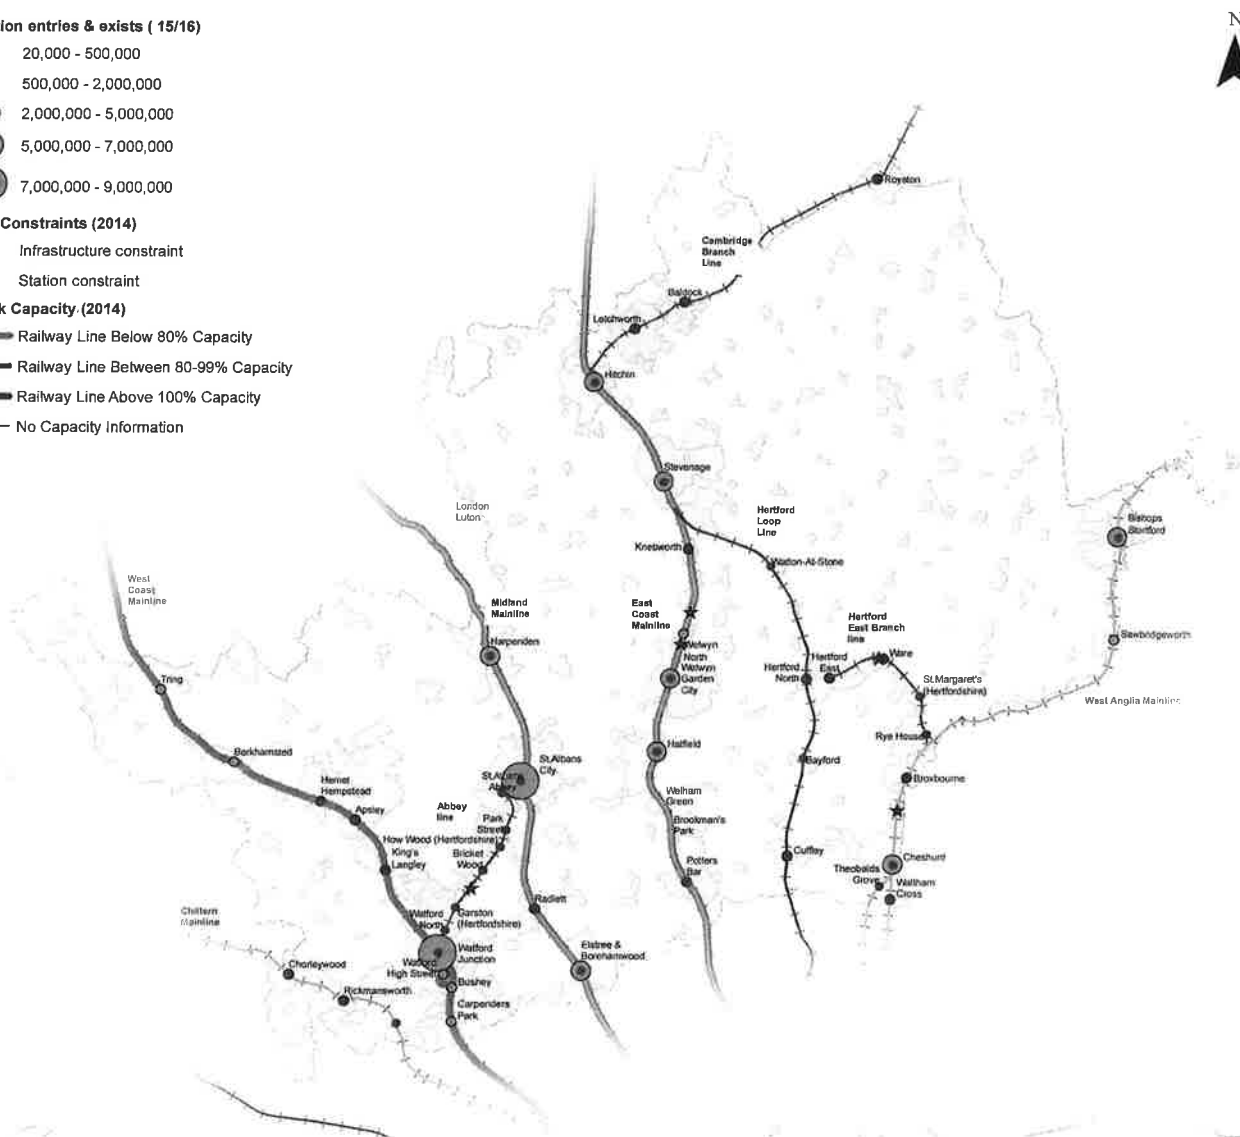 ion entries & exists ( 15/16)
20,000 - 500,000
500,000 - 2,000,000
2,000,000 - 5,000,000
5,000,000 - 7,000,000
7,000,000 - 9,000,000
Constraints (2014)
Infrastructure constraint
Station constraint
k Capacity (2014)
Railway Line Below 80% Capacity
Railway Line Between 80-99% Capacity
Railway Line Above 100% Capacity
No Capacity Information
N
Royston
Cambridge
Branch
Line
Baldock
Letchworth
Hitchin
Stevenage
London
Luton
Hertford
Loop
Line
Bishops
Stortford
Knebworth
Watton-At-Stone
West
Coast
Mainline
Midland
Mainline
East
Coast
Mainline
Hertford
East Branch
line
Harpenden
Welwyn
North
Welwyn
Garden
City
Hertford
North
Hertford
East
Ware
Sawbridgeworth
St.Margaret's
(Hertfordshire)
West Anglia Mainline
Tring
Rye House
Hatfield
Berkhamsted
St.Albans
City
St.Albans
Abbey
Bayford
Broxbourne
Hemel
Hempstead
Apsley
Abbey
line
Welham
Green
Park
Street
Brookman's
Park
How Wood (Hertfordshire)
King's
Langley
Bricket
Wood
Cuffley
Cheshunt
Potters
Bar
Theobalds
Grove
Waltham
Cross
Radlett
Chiltern
Mainline
Watford
North
Garston
(Hertfordshire)
Elstree &
Borehamwood
Watford
Junction
Chorleywood
Watford
High Street
Bushey
Rickmansworth
Carpenders
Park